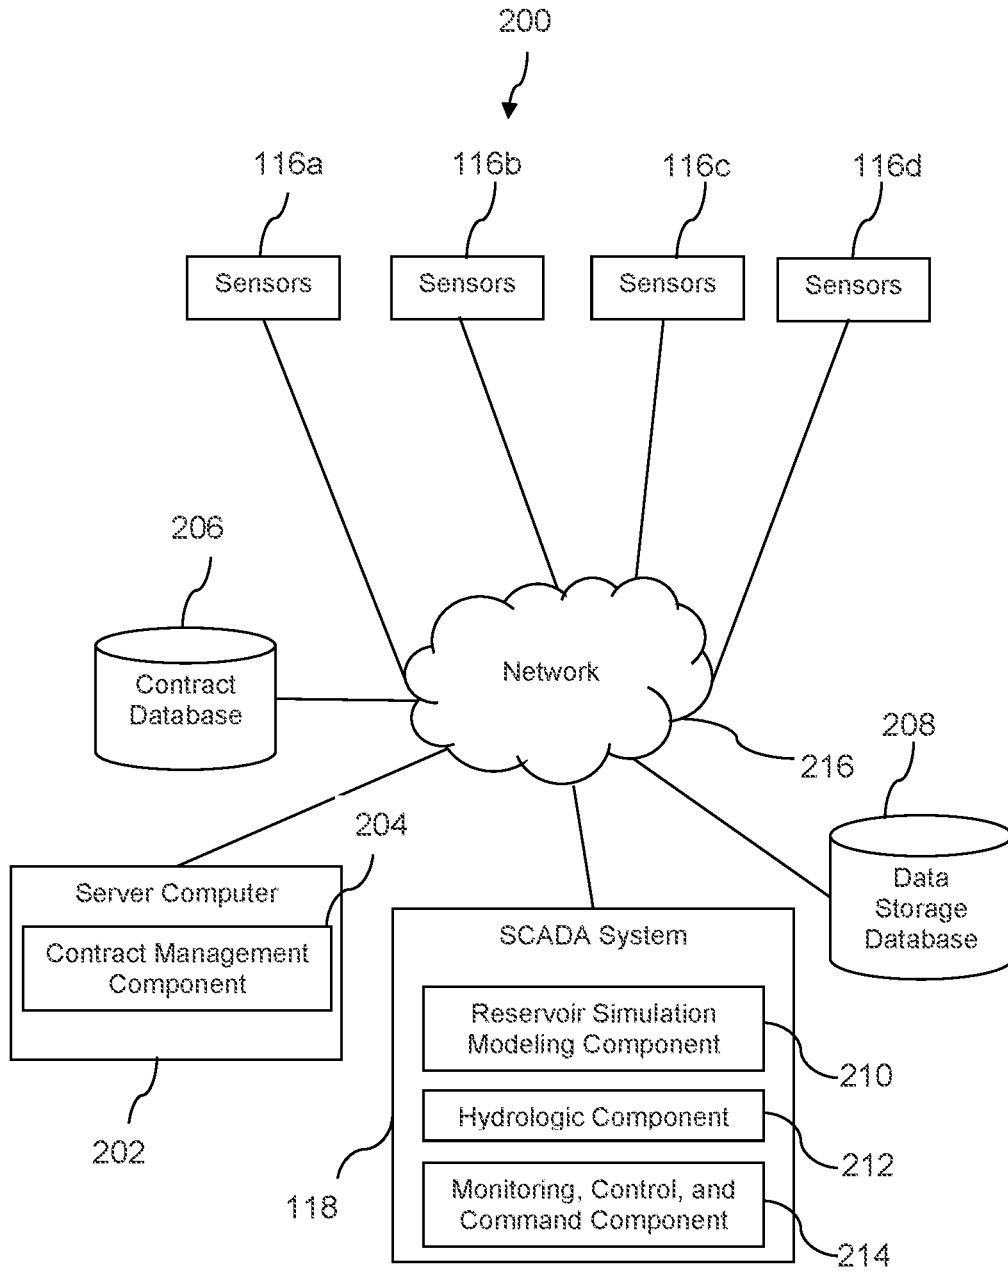 200
116a
116b
116c
116d
Sensors
Sensors
Sensors
Sensors
206
Contract
Database
Network
216
208
Data
Storage
Database
204
Server Computer
Contract Management
Component
202
SCADA System
Reservoir Simulation
Modeling Component
210
Hydrologic Component
212
Monitoring, Control, and
Command Component
214
118